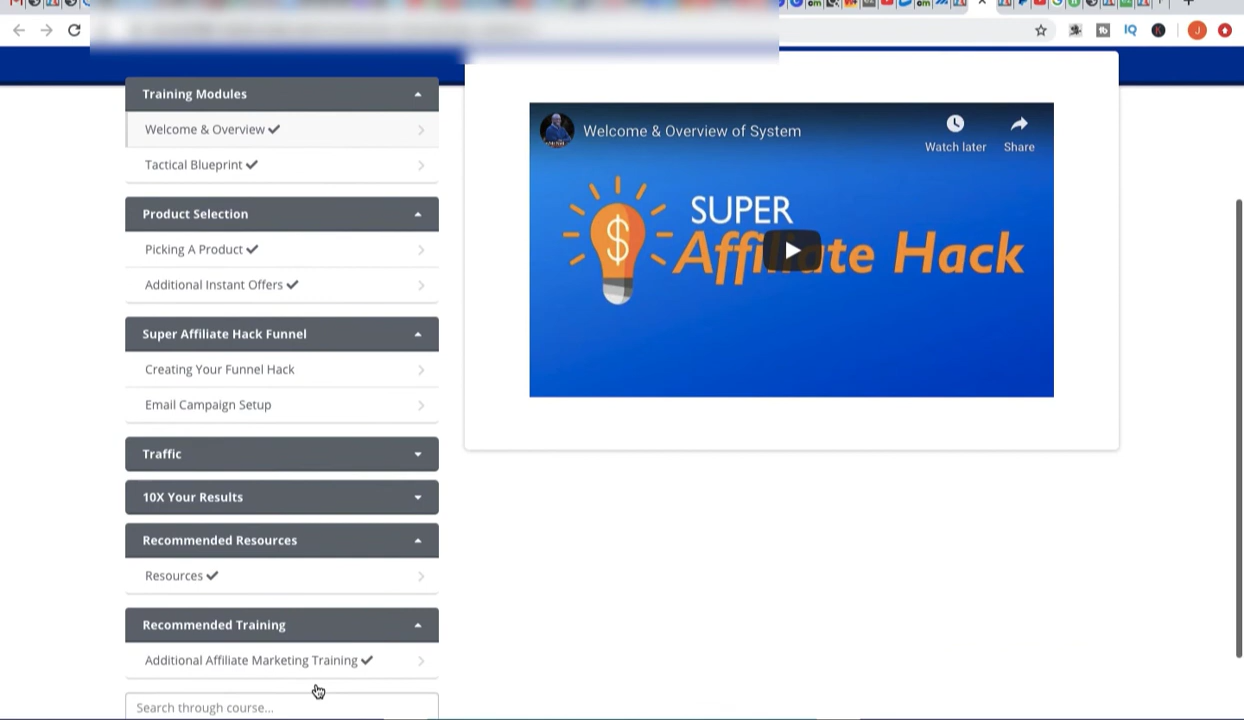 Training Modules
Welcome & Overview
Tactical Blueprint
Product Selection
Picking A Product
Additional Instant Offers
Super Affiliate Hack Funnel
Creating Your Funnel Hack
Email Campaign Setup
Traffic
10X Your Results
Recommended Resources
Resources
Recommended Training
Additional Affiliate Marketing Training
Search through course...
Welcome & Overview of System
Watch later
Share
SUPER
Affiliate Hack
IQ
J